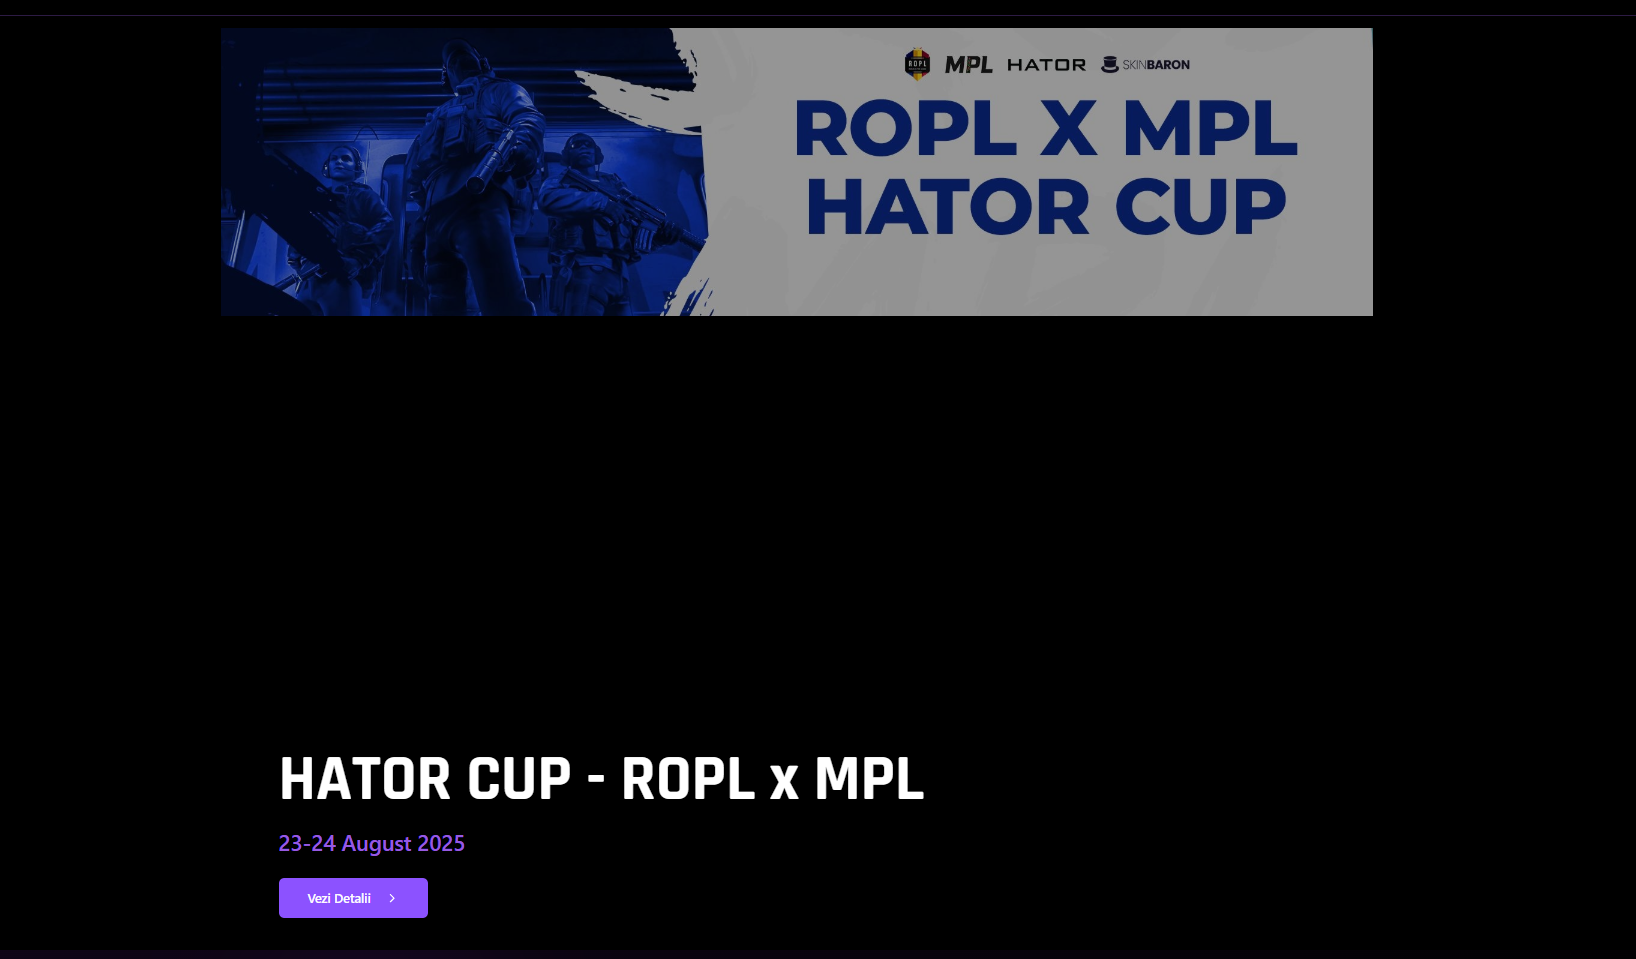 ROPL MPL HATOR SKINBARON
ROPL X MPL
HATOR CUP
HATOR CUP - ROPL x MPL
23-24 August 2025
Vezi Detalii